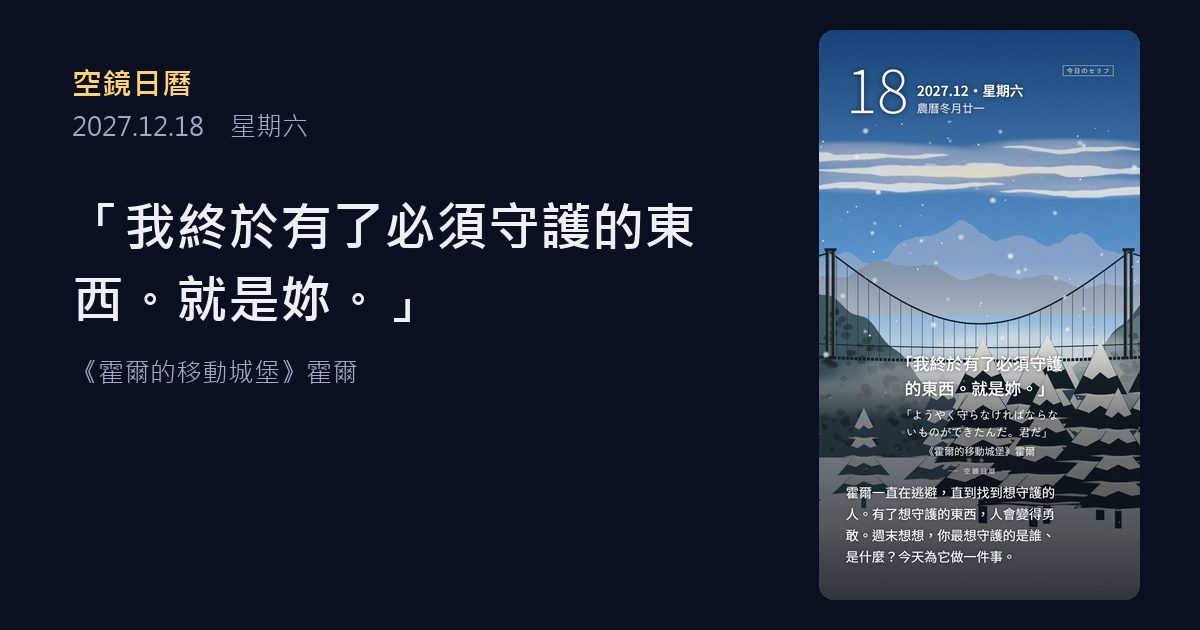 空鏡日曆
2027.12.18 星期六
「我終於有了必須守護的東
西。就是妳。」
《霍爾的移動城堡》霍爾
今日のセリフ
18 2027.12・星期六
農曆冬月廿一
「我終於有了必須守護
的東西。就是妳。」
「ようやく守らなければならな
いものができたんだ。君だ」
《霍爾的移動城堡》霍爾
空鏡日曆
霍爾一直在逃避，直到找到想守護的
人。有了想守護的東西，人會變得勇
敢。週末想想，你最想守護的是誰、
是什麼？今天為它做一件事。